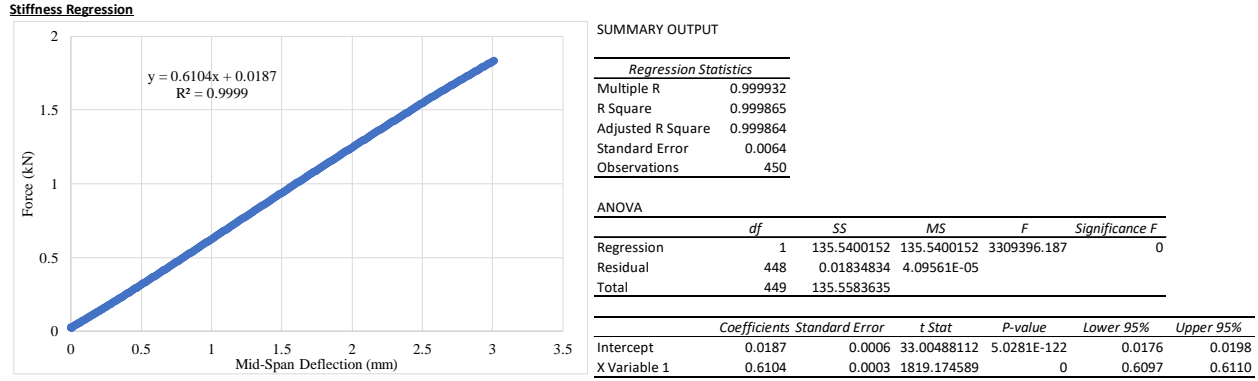 Stiffness Regression
2
1.5
1
0.5
0
Force (kN)
y = 0.6104x + 0.0187
R² = 0.9999
0 0.5 1 1.5 2 2.5 3 3.5
Mid-Span Deflection (mm)
SUMMARY OUTPUT
Regression Statistics
Multiple R 0.999932
R Square 0.999865
Adjusted R Square 0.999864
Standard Error 0.0064
Observations 450
ANOVA
df SS MS F Significance F
Regression 1 135.5400152 135.5400152 3309396.187 0
Residual 448 0.01834834 4.09561E-05
Total 449 135.5583635
Coefficients Standard Error t Stat P-value Lower 95% Upper 95%
Intercept 0.0187 0.0006 33.00488112 5.0281E-122 0.0176 0.0198
X Variable 1 0.6104 0.0003 1819.174589 0 0.6097 0.6110